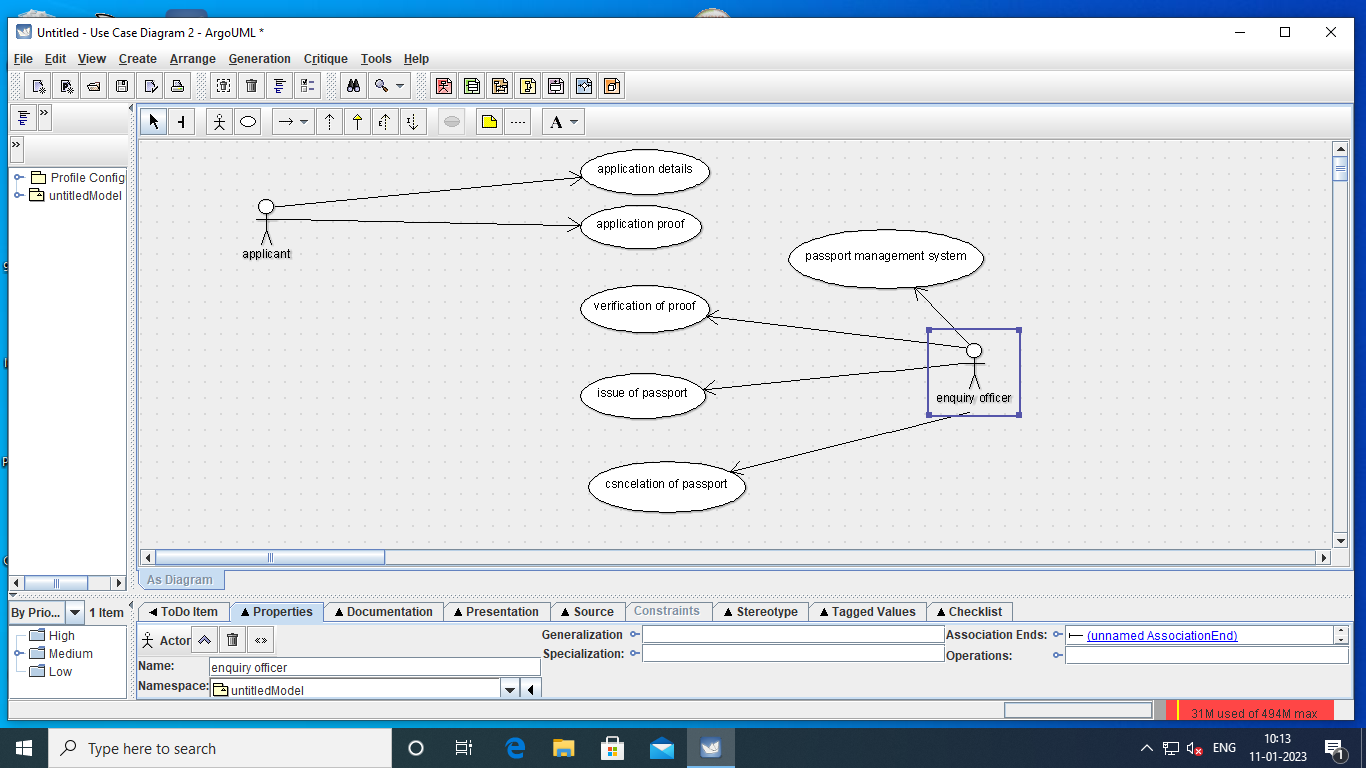 Untitled - Use Case Diagram 2 - ArgoUML *
File Edit View Create Arrange Generation Critique Tools Help
A
Profile Config
untitledModel
application details
application proof
applicant
passport management system
verification of proof
issue of passport
enquiry officer
csncelation of passport
As Diagram
By Prio... 1 Item
High
Medium
Low
ToDo Item Properties Documentation Presentation Source Constraints Stereotype Tagged Values Checklist
Actor
Name: enquiry officer
Namespace: untitledModel
Generalization
Specialization:
Association Ends: (unnamed AssociationEnd)
Operations:
31M used of 494M max
Type here to search
ENG
10:13
11-01-2023
1